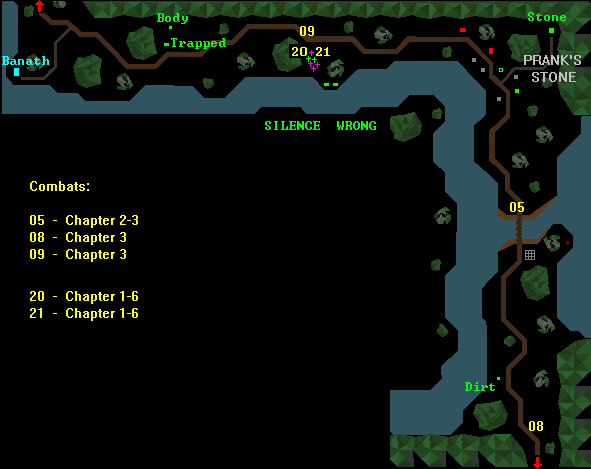 Body
Stone
09
Trapped
20 21
Banath
PRANK'S
STONE
SILENCE WRONG
Combats:
05 - Chapter 2-3
08 - Chapter 3
09 - Chapter 3
20 - Chapter 1-6
21 - Chapter 1-6
05
Dirt
08